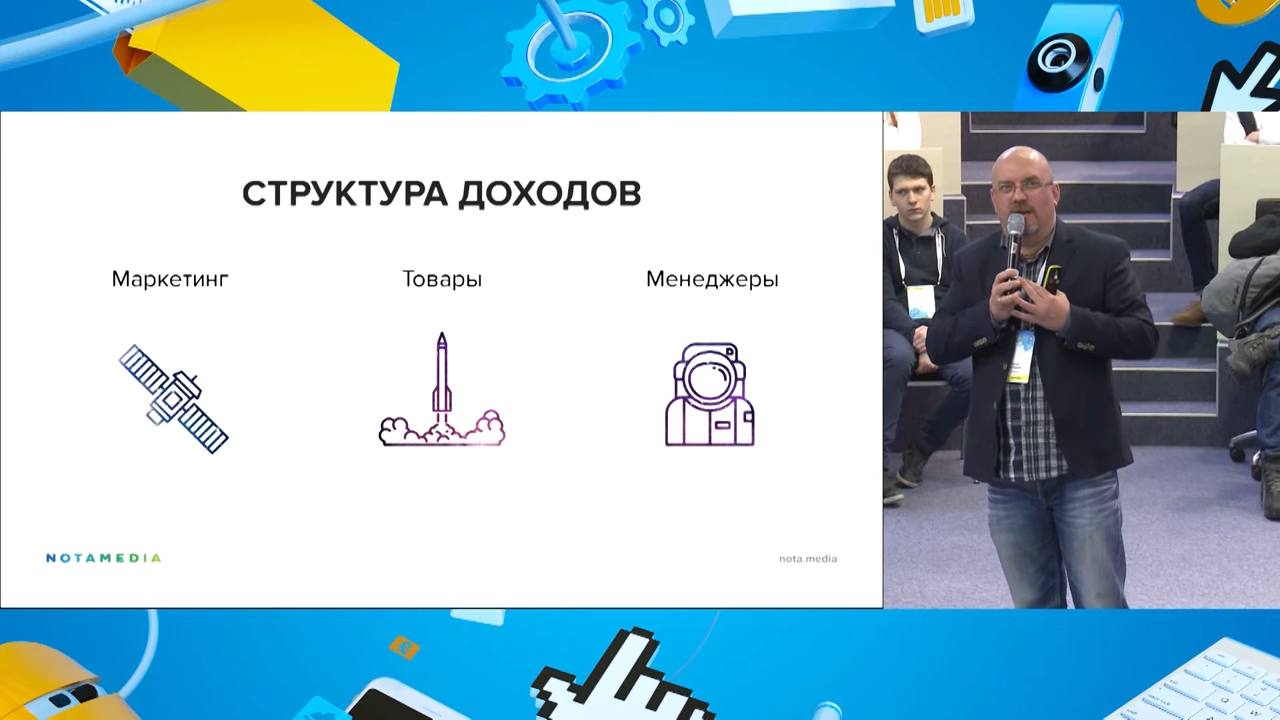 СТРУКТУРА ДОХОДОВ
Маркетинг
Товары
Менеджеры
NOTAMEDIA
nota.media